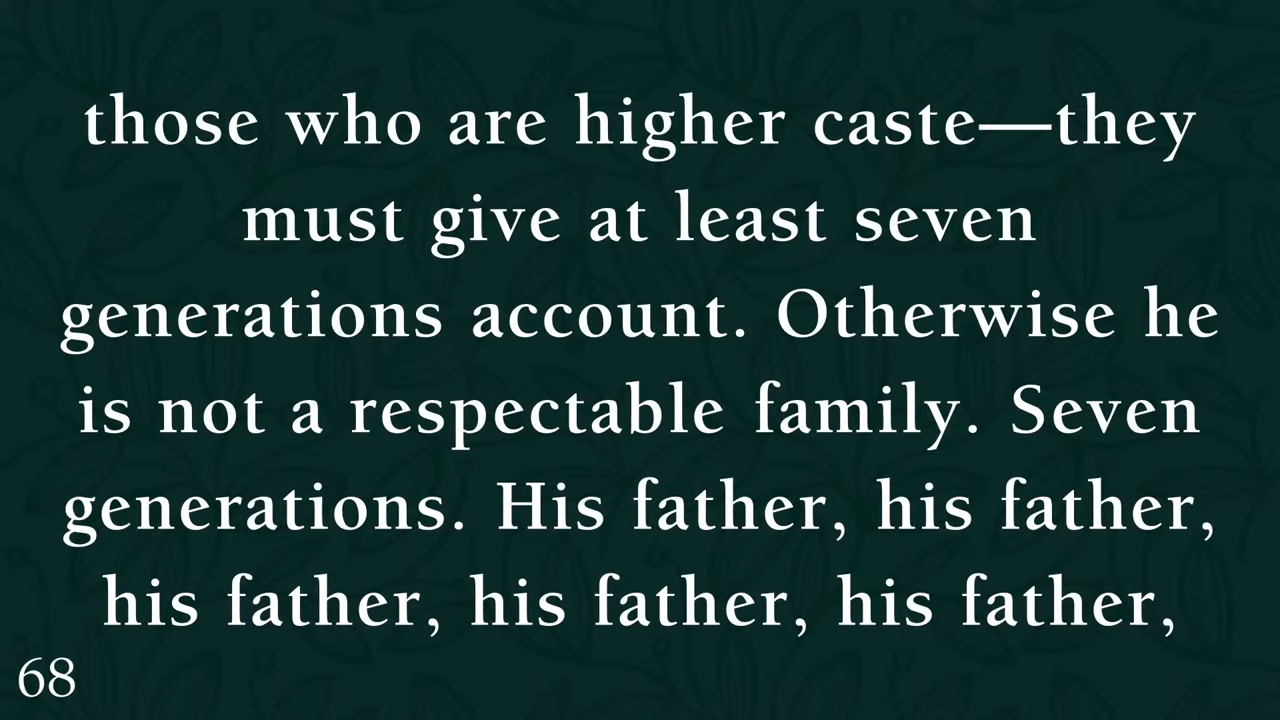 those who are higher caste—they
must give at least seven
generations account. Otherwise he
is not a respectable family. Seven
generations. His father, his father,
his father, his father, his father,
68